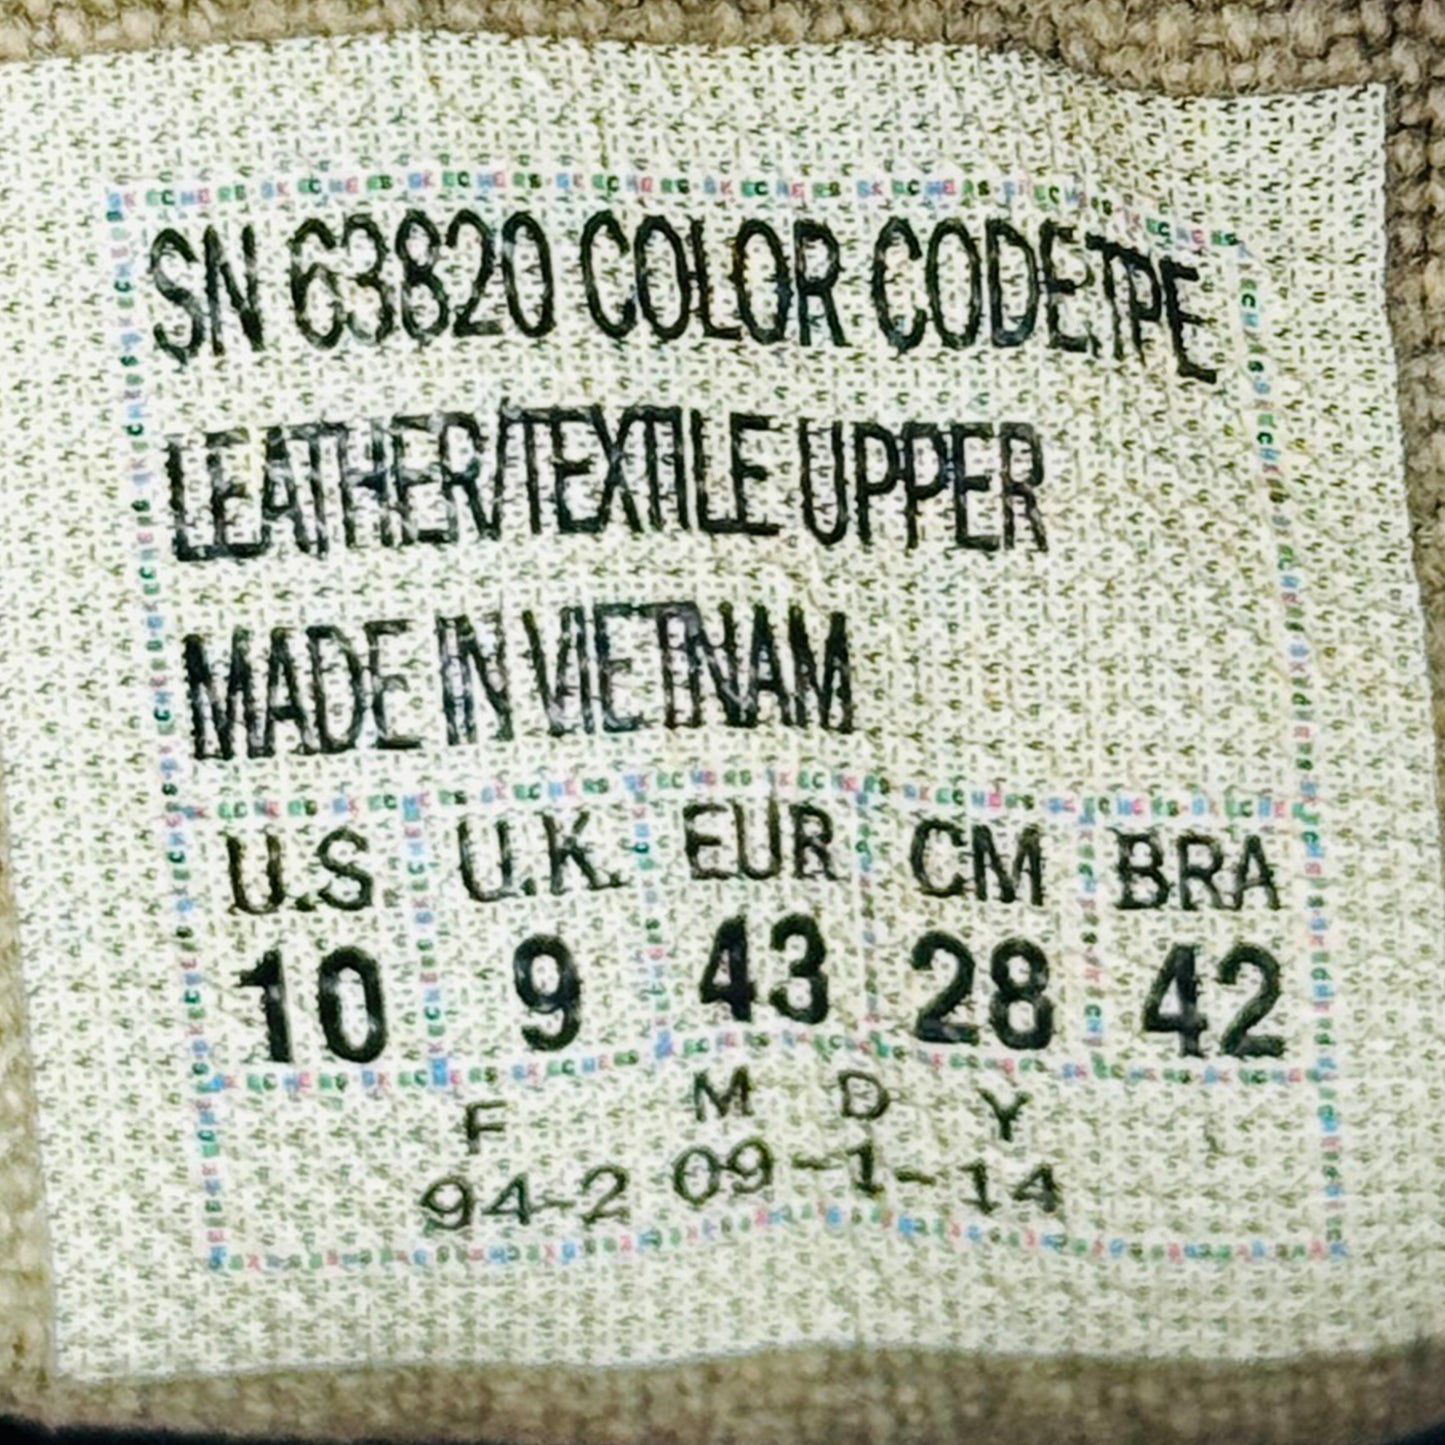 SN 63820 COLOR CODE:TPE
LEATHER/TEXTILE UPPER
MADE IN VIETNAM
U.S. U.K. EUR CM BRA
10 9 43 28 42
F M D Y
94-2 09-1-14